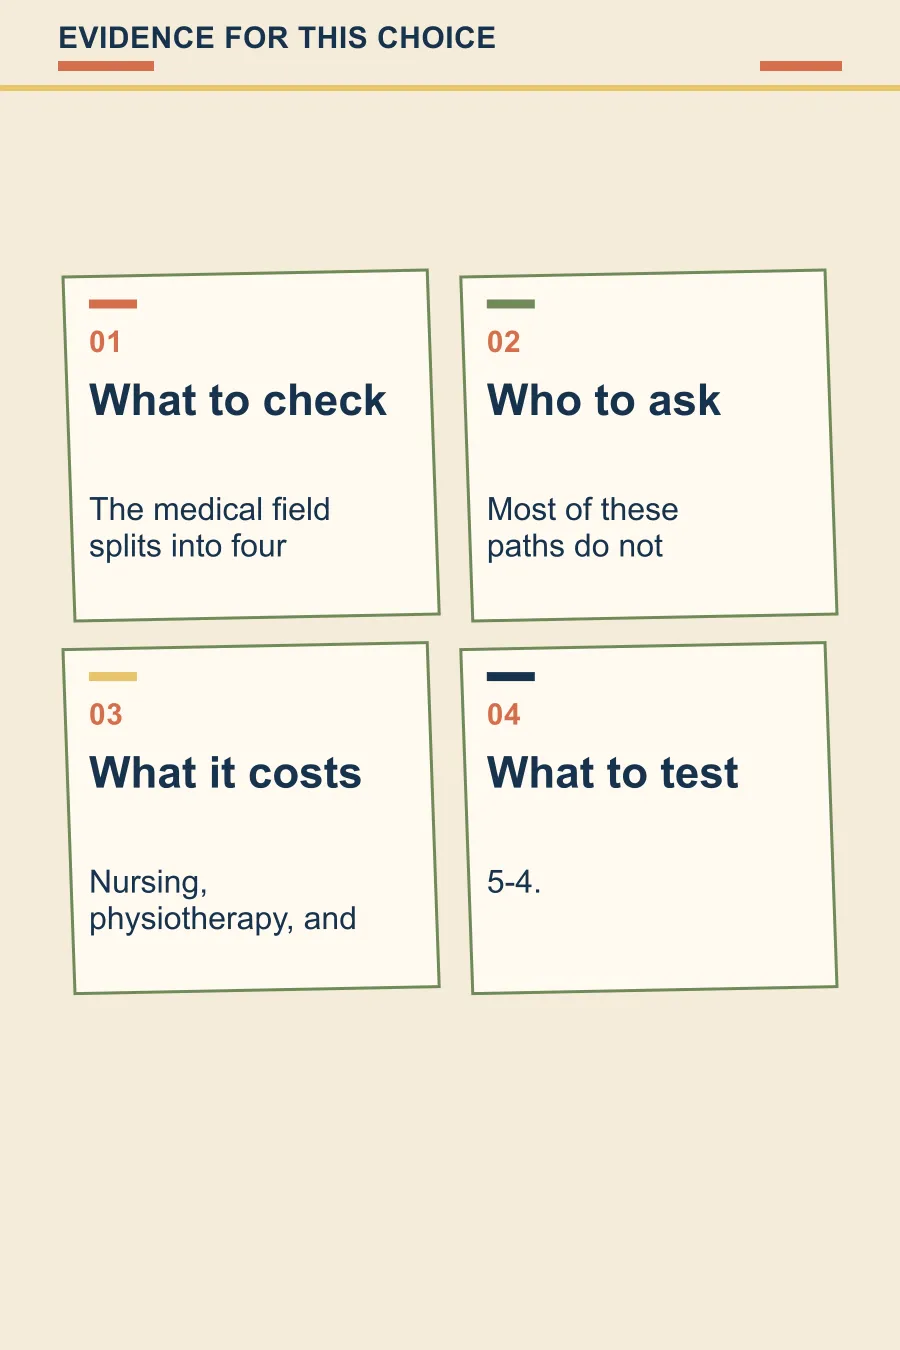 EVIDENCE FOR THIS CHOICE
01
What to check
The medical field
splits into four
02
Who to ask
Most of these
paths do not
03
What it costs
Nursing,
physiotherapy, and
04
What to test
5-4.